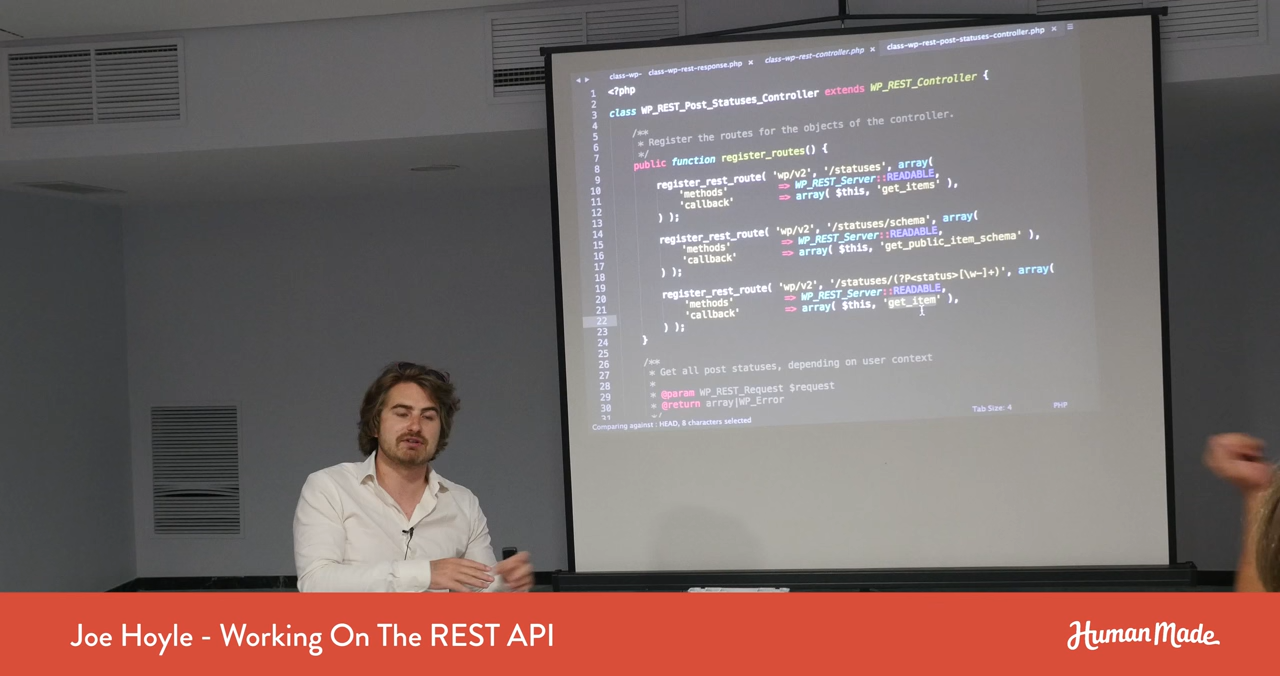 class-wp- class-wp-rest-response.php × class-wp-rest-controller.php × class-wp-rest-post-statuses-controller.php ×
1 <?php
2
3 class WP_REST_Post_Statuses_Controller extends WP_REST_Controller {
4
5 /**
6 * Register the routes for the objects of the controller.
7 */
8 public function register_routes() {
9
10 register_rest_route( 'wp/v2', '/statuses', array(
11 'methods' => WP_REST_Server::READABLE,
12 'callback' => array( $this, 'get_items' ),
13 ) );
14
15 register_rest_route( 'wp/v2', '/statuses/schema', array(
16 'methods' => WP_REST_Server::READABLE,
17 'callback' => array( $this, 'get_public_item_schema' ),
18 ) );
19
20 register_rest_route( 'wp/v2', '/statuses/(?P<status>[\w-]+)', array(
21 'methods' => WP_REST_Server::READABLE,
22 'callback' => array( $this, 'get_item' ),
23 ) );
24 }
25
26 /**
27 * Get all post statuses, depending on user context
28 *
29 * @param WP_REST_Request $request
30 * @return array|WP_Error
31 */
Comparing against : HEAD, 8 characters selected Tab Size: 4 PHP
Joe Hoyle - Working On The REST API
Human Made